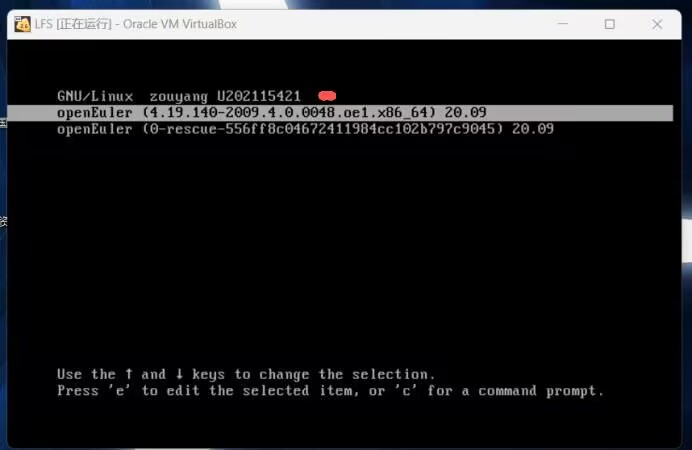 LFS [正在运行] - Oracle VM VirtualBox
GNU/Linux zouyang U202115421
openEuler (4.19.140-2009.4.0.0048.oe1.x86_64) 20.09
openEuler (0-rescue-556ff8c04672411984cc102b797c9045) 20.09
资
Use the ↑ and ↓ keys to change the selection.
Press 'e' to edit the selected item, or 'c' for a command prompt.